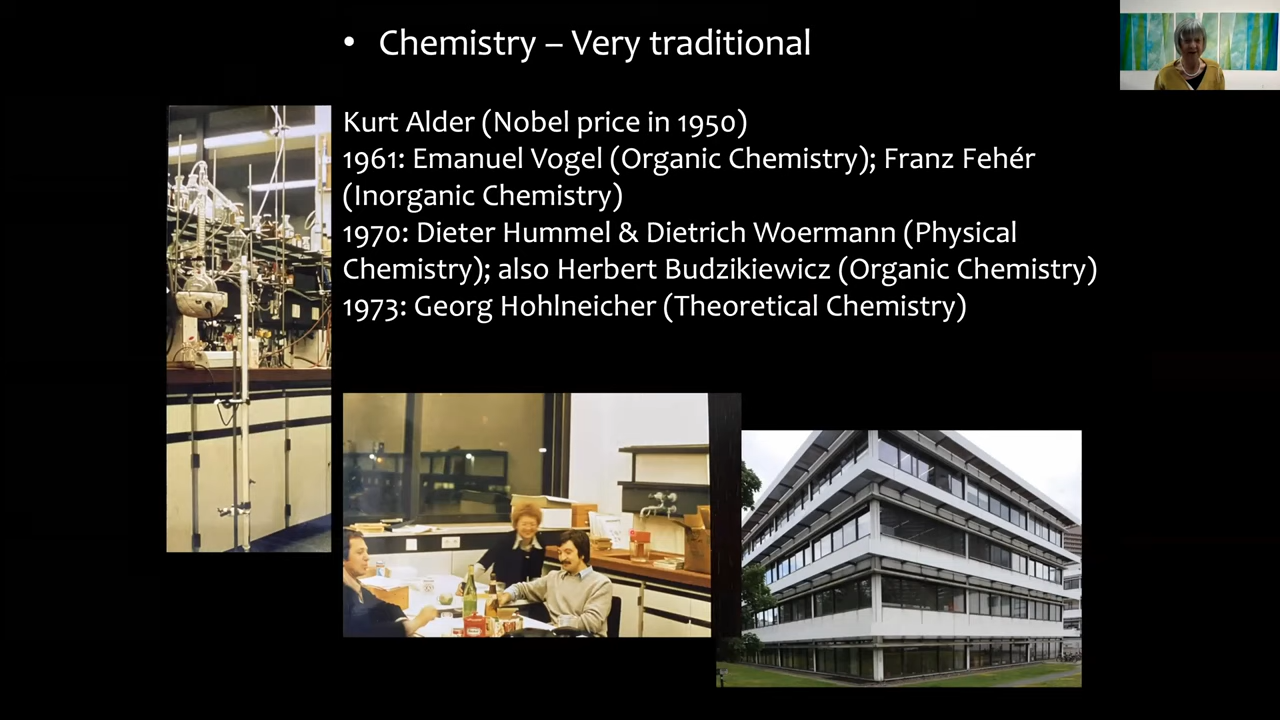 • Chemistry – Very traditional
Kurt Alder (Nobel price in 1950)
1961: Emanuel Vogel (Organic Chemistry); Franz Fehér
(Inorganic Chemistry)
1970: Dieter Hummel & Dietrich Woermann (Physical
Chemistry); also Herbert Budzikiewicz (Organic Chemistry)
1973: Georg Hohlneicher (Theoretical Chemistry)